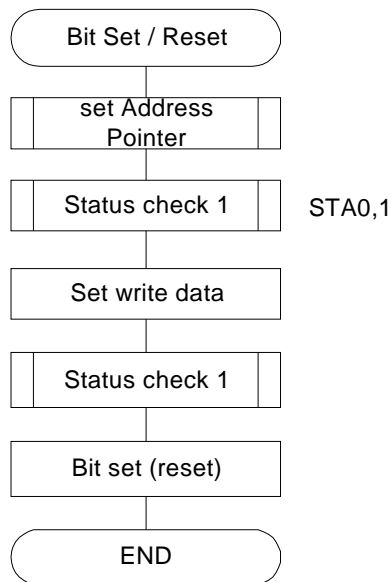 Bit Set / Reset
set Address
Pointer
Status check 1
STA0,1
Set write data
Status check 1
Bit set (reset)
END